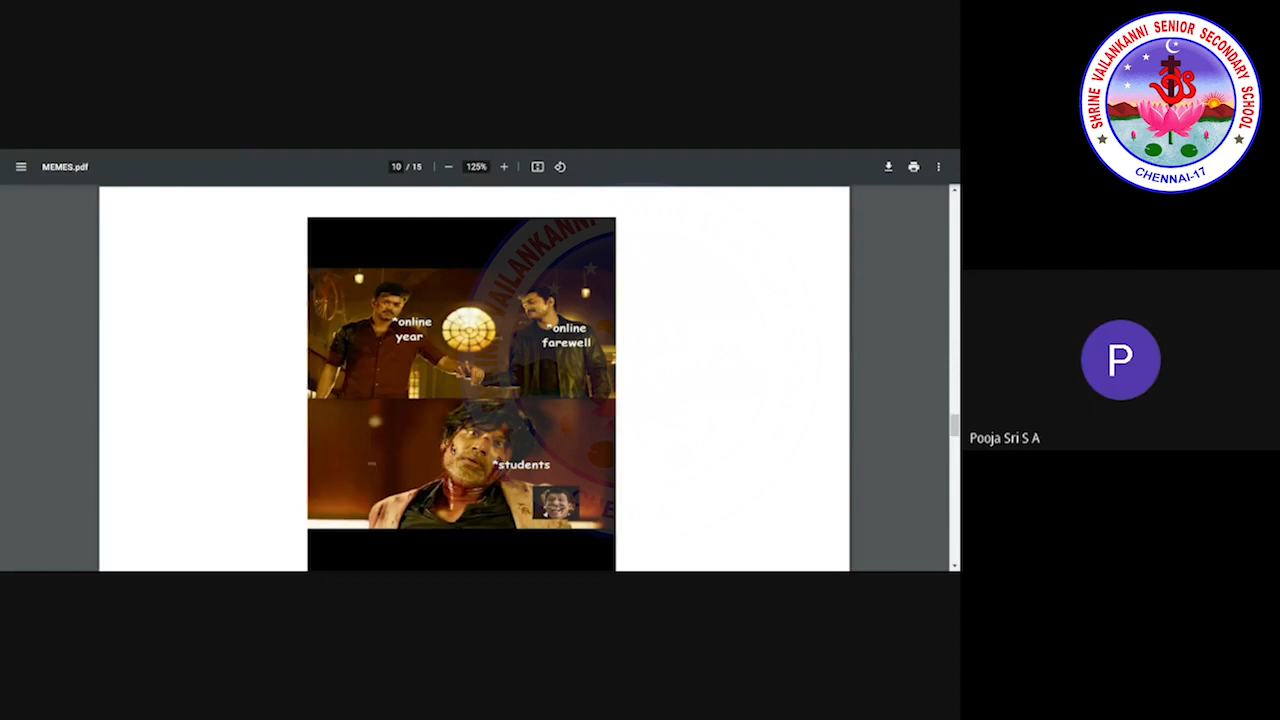 SHRINE VAILANKANNI SENIOR SECONDARY SCHOOL
CHENNAI-17
MEMES.pdf
10 / 15
125%
*online
year
*online
farewell
*students
P
Pooja Sri S A